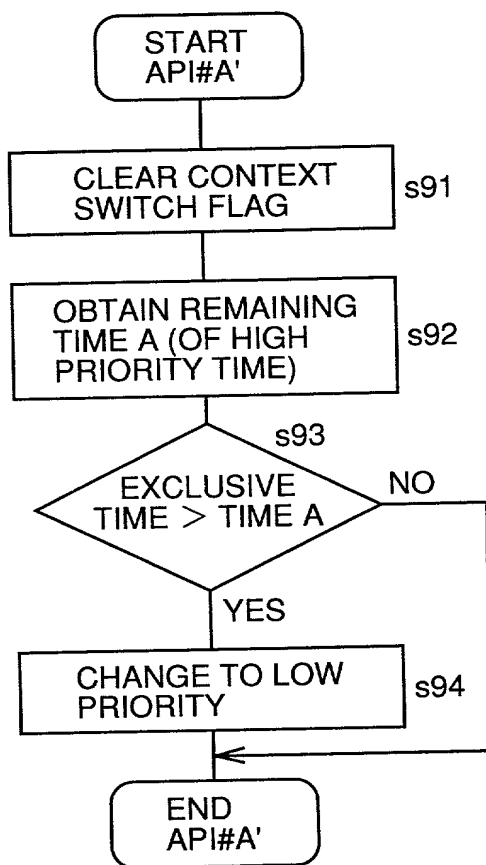 START
API#A'
CLEAR CONTEXT
SWITCH FLAG
s91
OBTAIN REMAINING
TIME A (OF HIGH
PRIORITY TIME)
s92
s93
EXCLUSIVE
TIME > TIME A
NO
YES
CHANGE TO LOW
PRIORITY
s94
END
API#A'